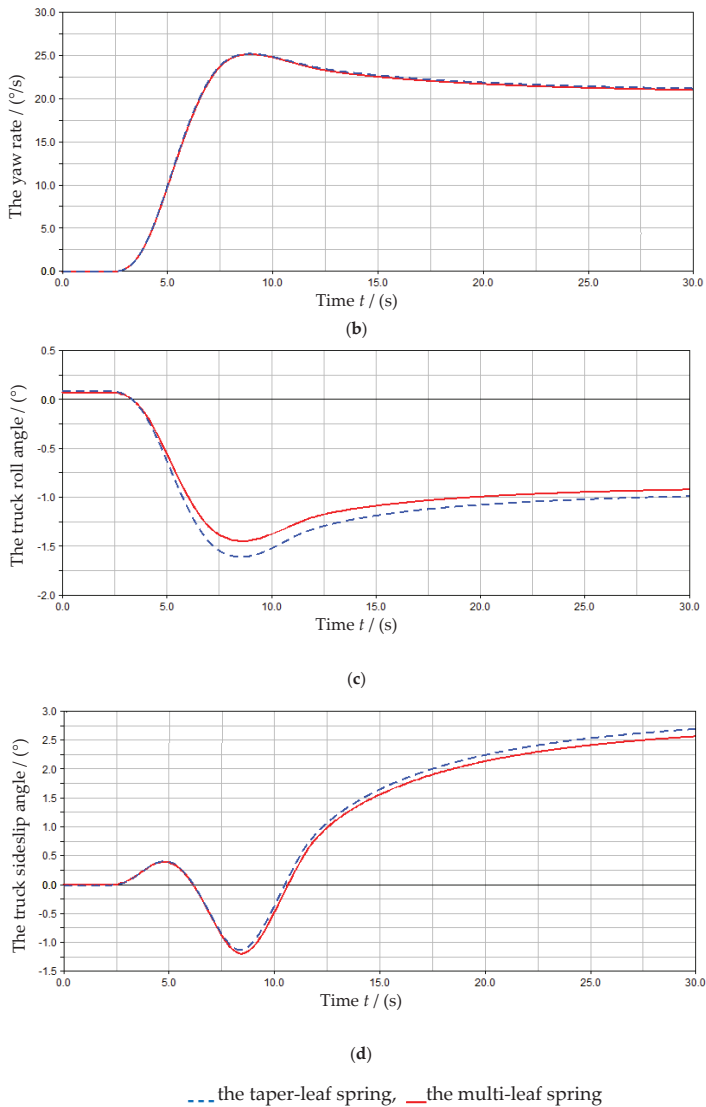 30.0
25.0
20.0
15.0
10.0
5.0
0.0
The yaw rate / (°/s)
0.0 5.0 10.0 15.0 20.0 25.0 30.0
Time t / (s)
(b)
0.5
0.0
-0.5
-1.0
-1.5
-2.0
The truck roll angle / (°)
0.0 5.0 10.0 15.0 20.0 25.0 30.0
Time t / (s)
(c)
3.0
2.5
2.0
1.5
1.0
0.5
0.0
-0.5
-1.0
-1.5
The truck sideslip angle / (°)
0.0 5.0 10.0 15.0 20.0 25.0 30.0
Time t / (s)
(d)
the taper-leaf spring, the multi-leaf spring